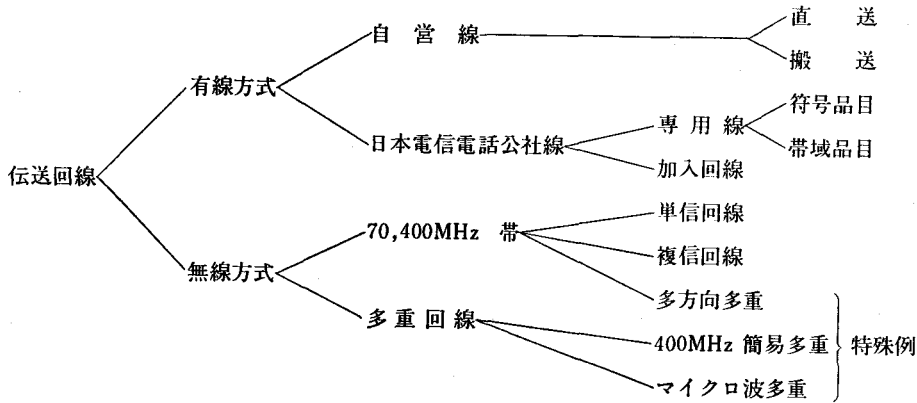 直送
自営線
搬送
有線方式
符号品目
専用線
日本電信電話公社線
帯域品目
加入回線
伝送回線
単信回線
70,400MHz 帯
複信回線
無線方式
多方向多重
多重回線
400MHz 簡易多重
特殊例
マイクロ波多重